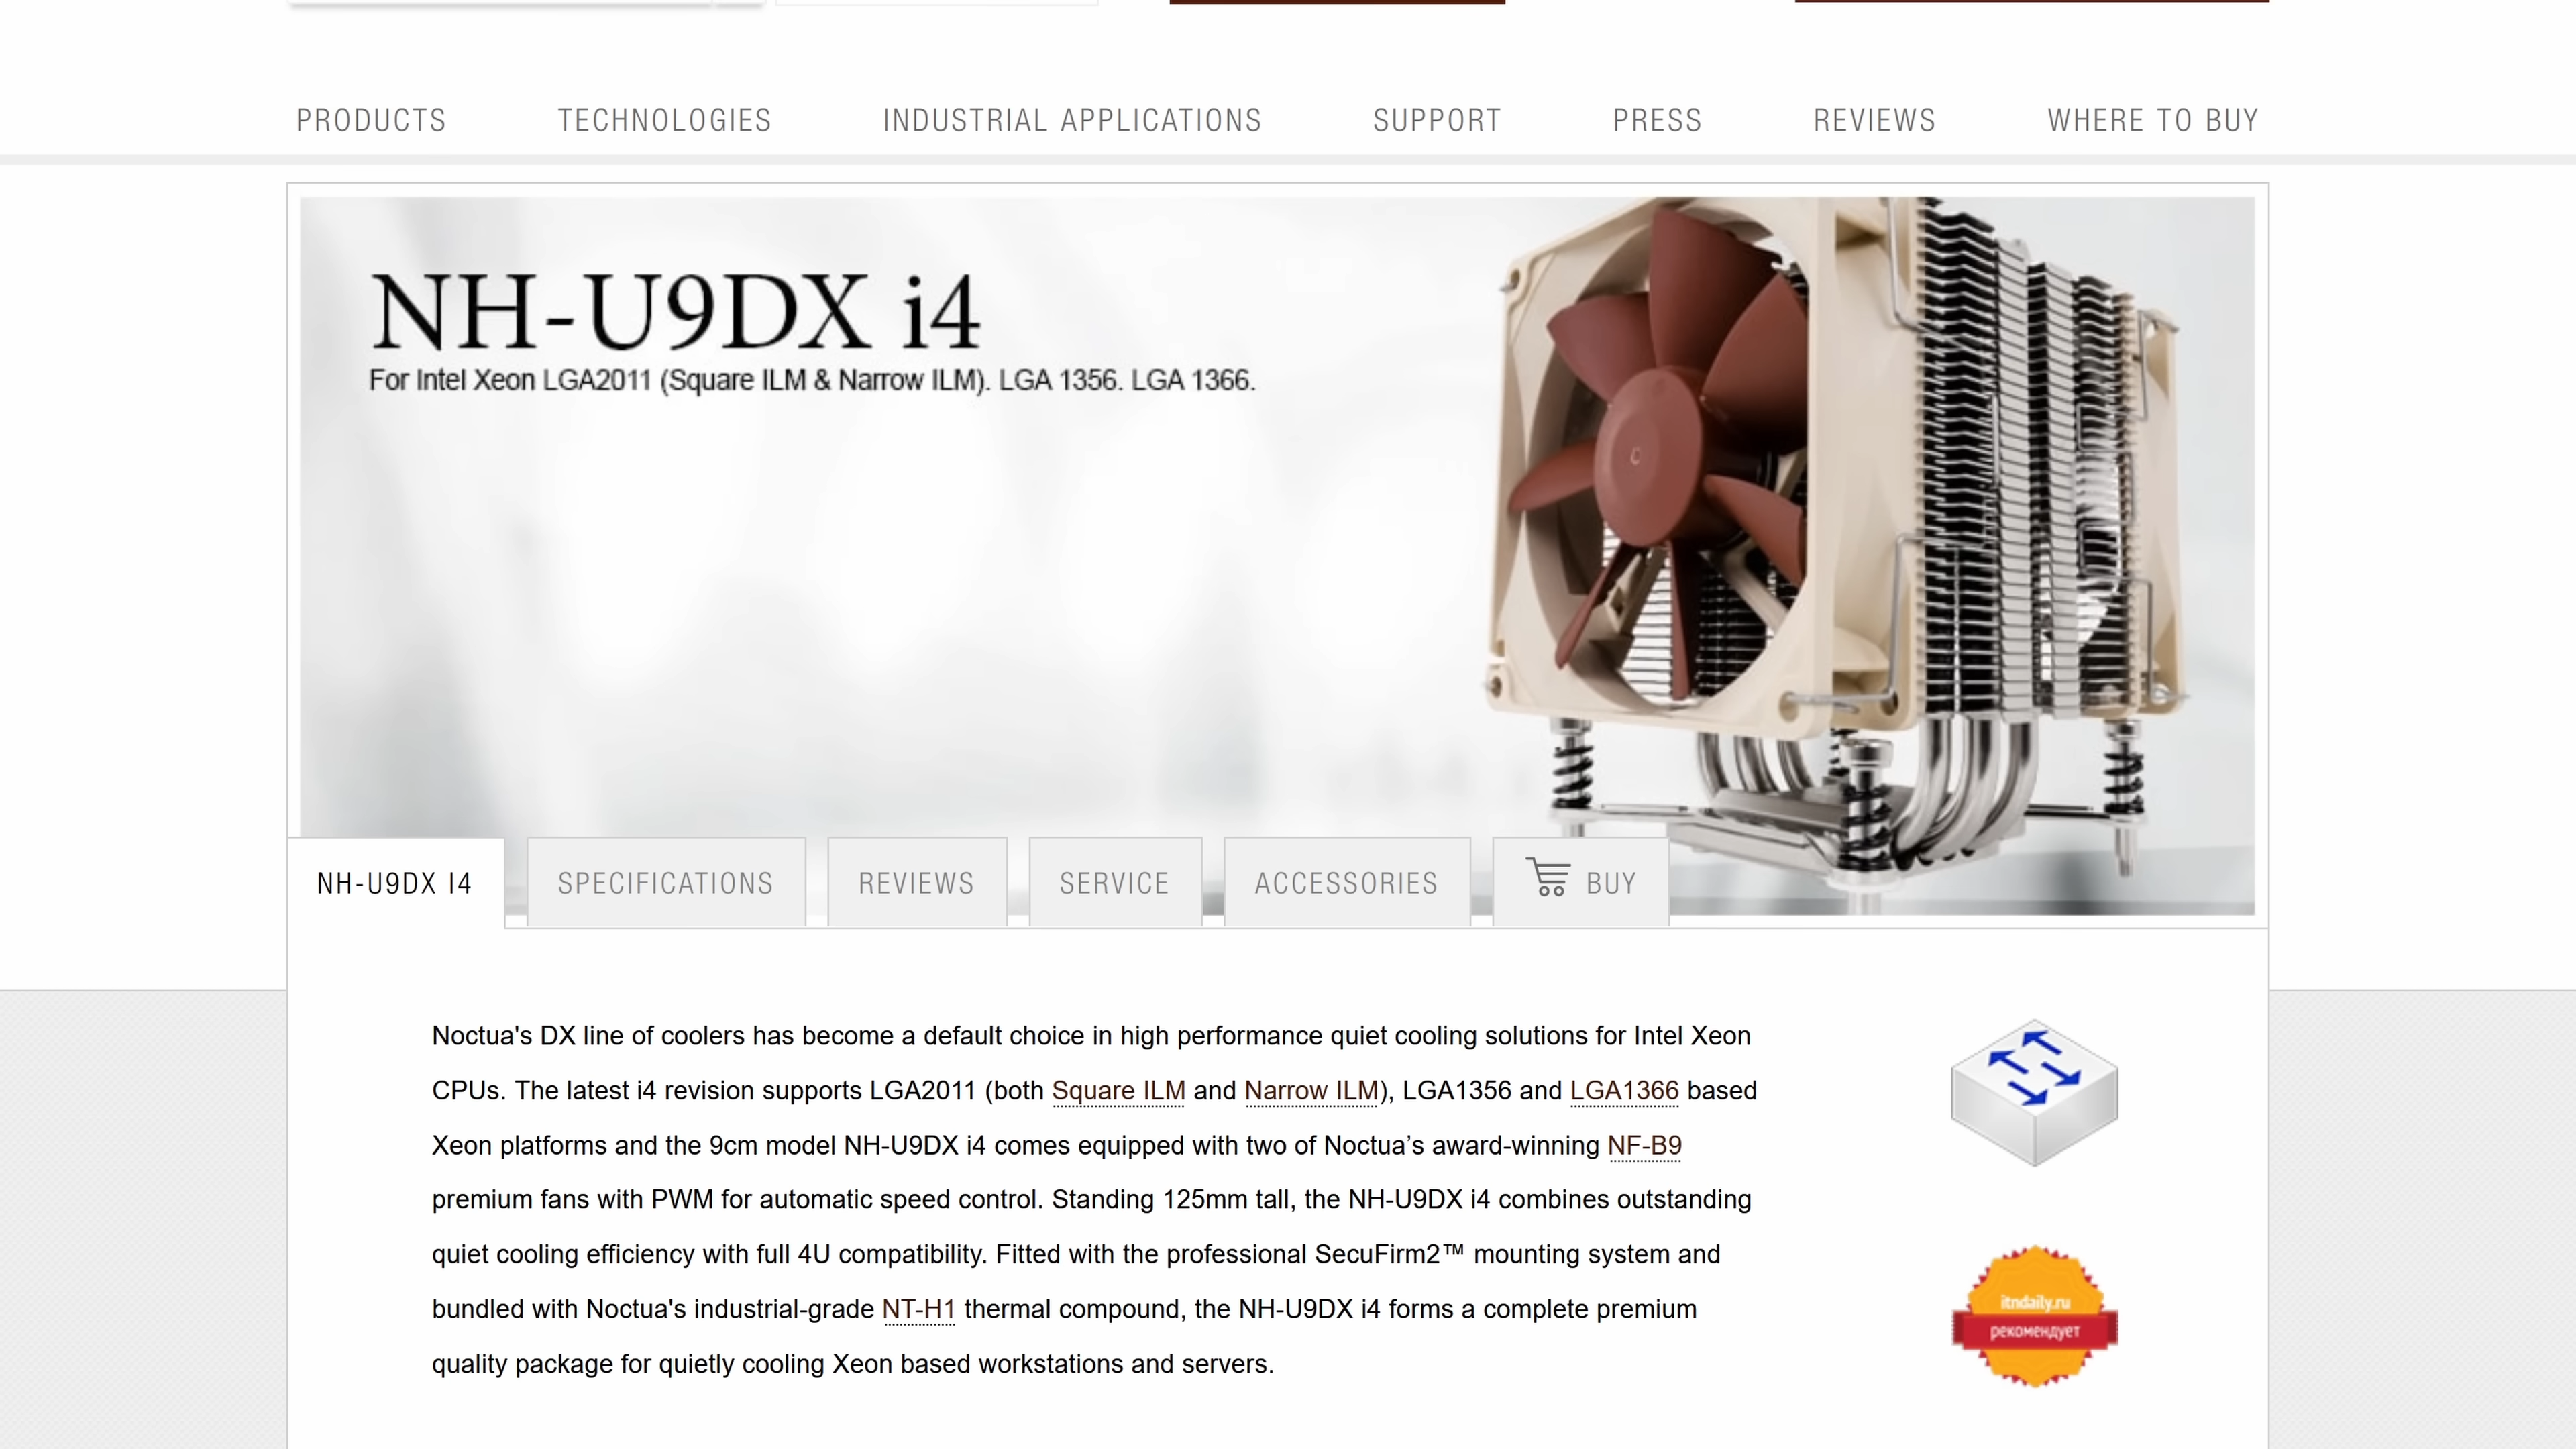 PRODUCTS TECHNOLOGIES INDUSTRIAL APPLICATIONS SUPPORT PRESS REVIEWS WHERE TO BUY
NH-U9DX i4
For Intel Xeon LGA2011 (Square ILM & Narrow ILM). LGA 1356. LGA 1366.
NH-U9DX I4 SPECIFICATIONS REVIEWS SERVICE ACCESSORIES BUY
Noctua's DX line of coolers has become a default choice in high performance quiet cooling solutions for Intel Xeon
CPUs. The latest i4 revision supports LGA2011 (both Square ILM and Narrow ILM), LGA1356 and LGA1366 based
Xeon platforms and the 9cm model NH-U9DX i4 comes equipped with two of Noctua’s award-winning NF-B9
premium fans with PWM for automatic speed control. Standing 125mm tall, the NH-U9DX i4 combines outstanding
quiet cooling efficiency with full 4U compatibility. Fitted with the professional SecuFirm2™ mounting system and
bundled with Noctua's industrial-grade NT-H1 thermal compound, the NH-U9DX i4 forms a complete premium
quality package for quietly cooling Xeon based workstations and servers.
itndaily.ru
рекомендует